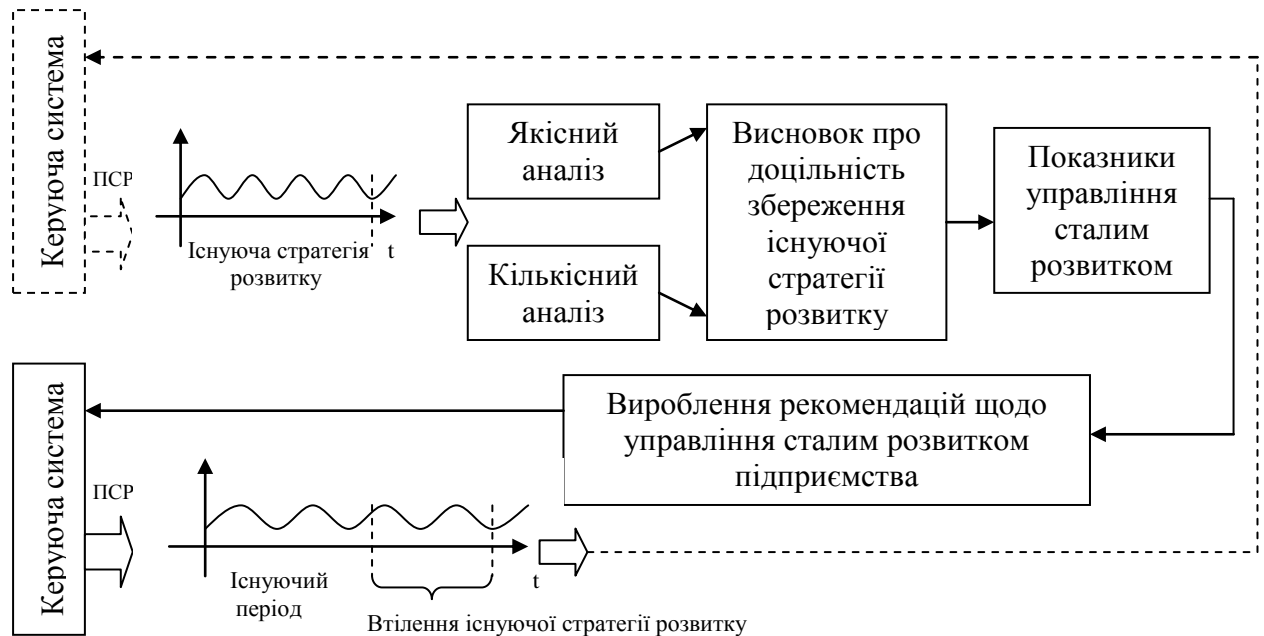 Керуюча система
ПСР
Існуюча стратегія
розвитку
t
Якісний
аналіз
Кількісний
аналіз
Висновок про
доцільність
збереження
існуючої
стратегії
розвитку
Показники
управління
сталим
розвитком
Керуюча система
ПСР
Вироблення рекомендацій щодо
управління сталим розвитком
підприємства
Існуючий
період
t
Втілення існуючої стратегії розвитку